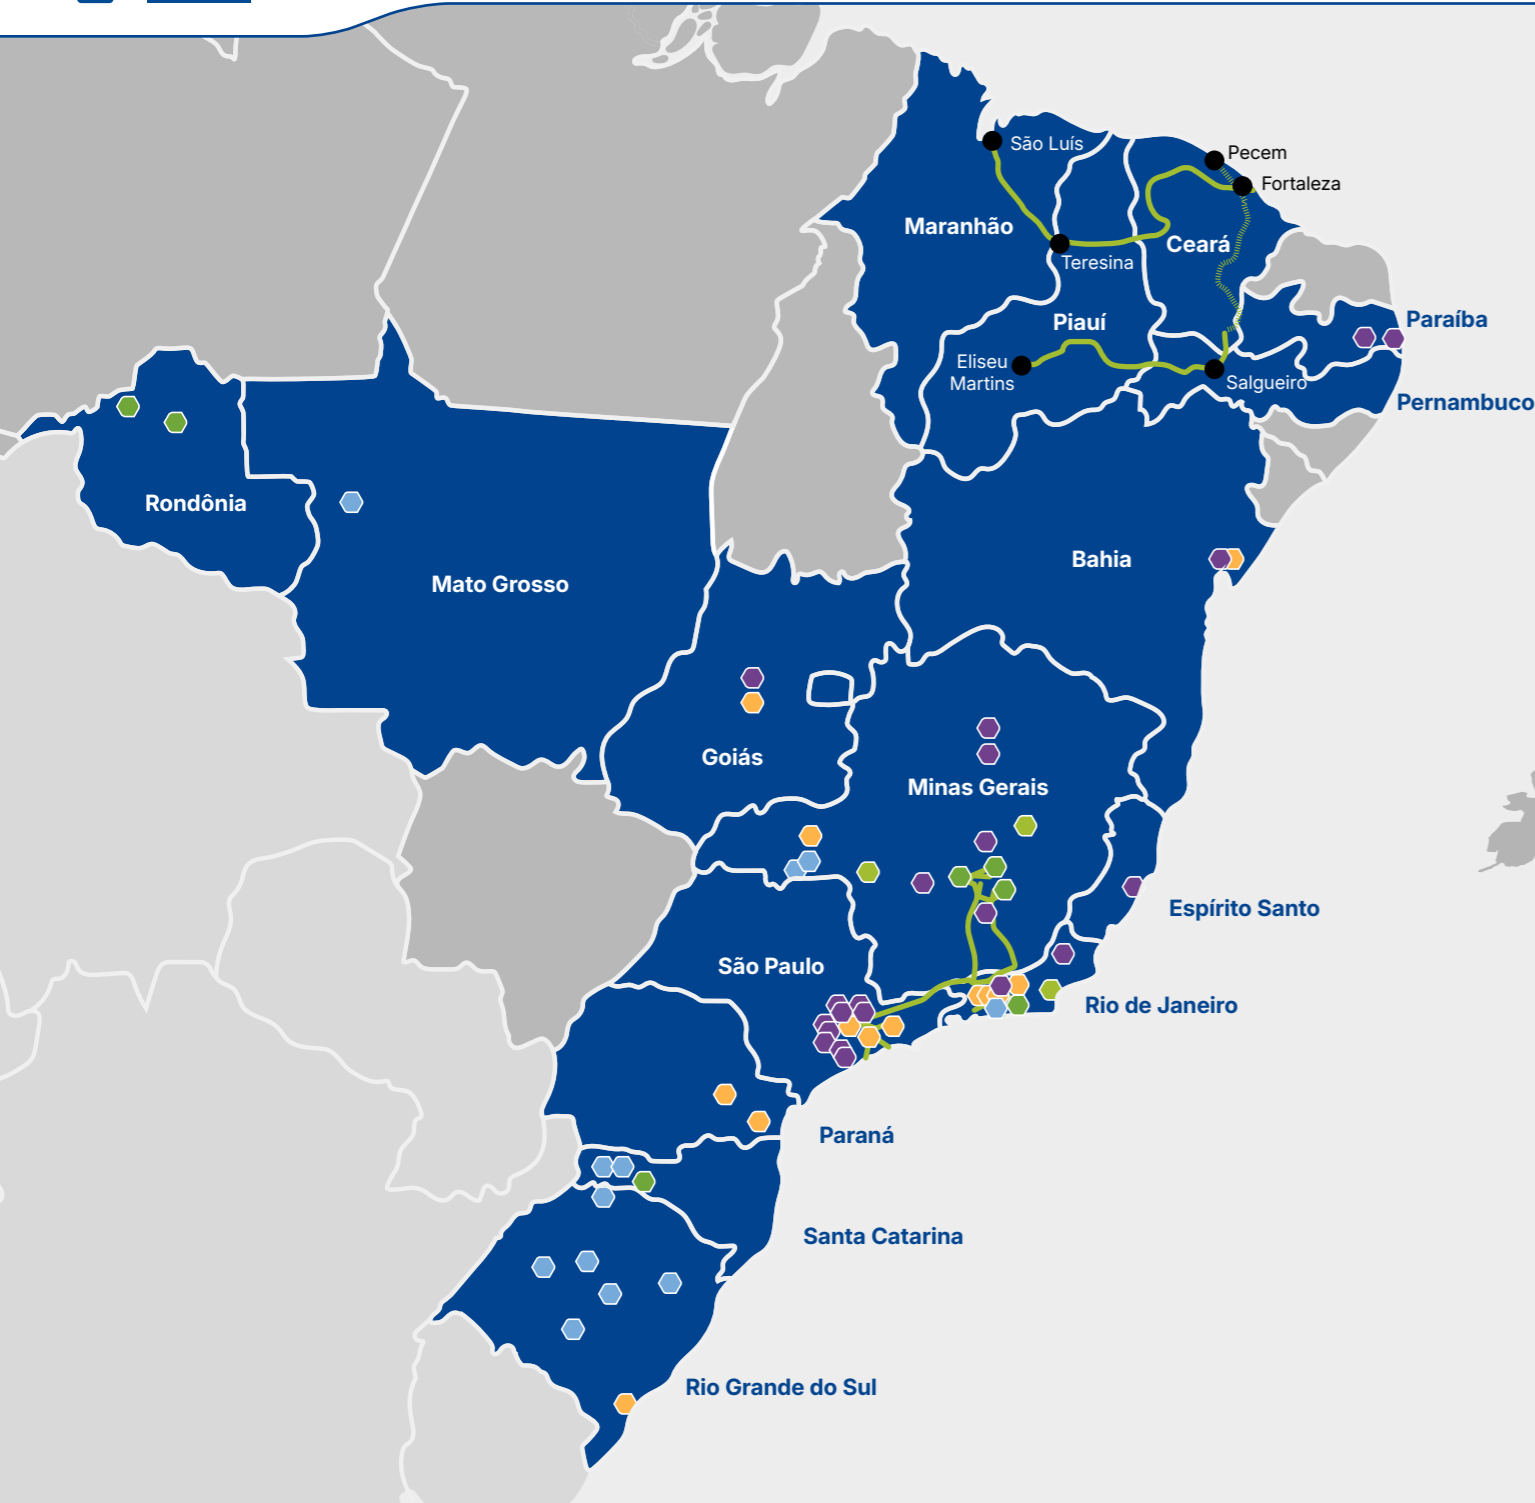 São Luís
Pecem
Fortaleza
Maranhão
Ceará
Teresina
Piauí
Paraíba
Eliseu
Martins
Salgueiro
Pernambuco
Rondônia
Bahia
Mato Grosso
Goiás
Minas Gerais
Espírito Santo
São Paulo
Rio de Janeiro
Paraná
Santa Catarina
Rio Grande do Sul